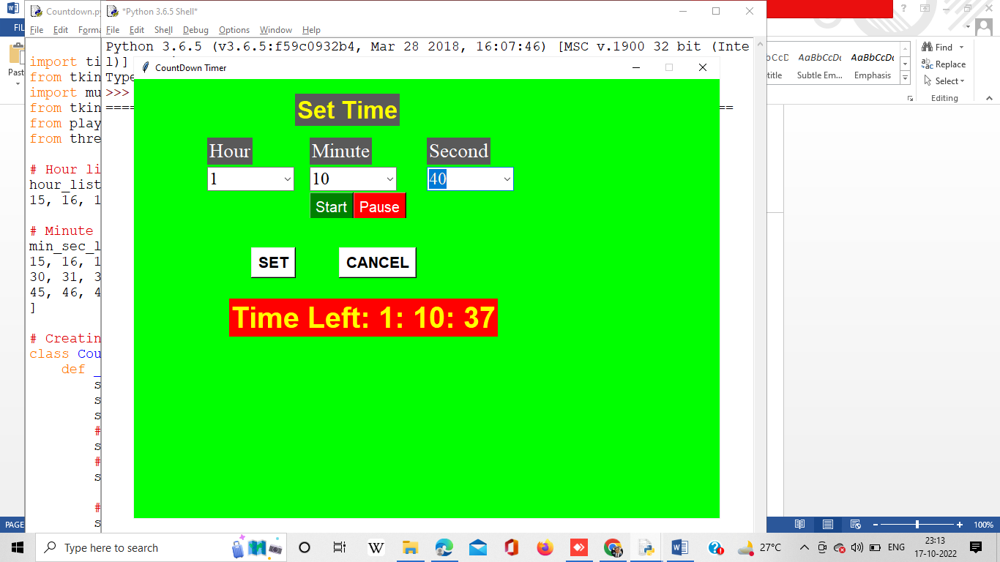 Countdown.py
*Python 3.6.5 Shell*
FIL
File Edit Forma
File Edit Shell Debug Options Window Help
Python 3.6.5 (v3.6.5:f59c0932b4, Mar 28 2018, 16:07:46) [MSC v.1900 32 bit (Inte
l)]
Type
>>>
Past
import ti
from tkin
import mu
from tkin
from play
from thre
# Hour li
hour_list
15, 16, 1
# Minute
min_sec_l
15, 16, 1
30, 31, 3
45, 46, 4
]
# Creatin
class Cou
def _
s
s
s
#
s
#
s
#
s
CountDown Timer
Set Time
Hour Minute Second
1 10 40
Start Pause
SET CANCEL
Time Left: 1: 10: 37
AaBbCcDc AaBbCcDc
title Subtle Em... Emphasis
Find
Replace
Select
Editing
PAGE
100%
Type here to search
27°C
ENG
23:13
17-10-2022